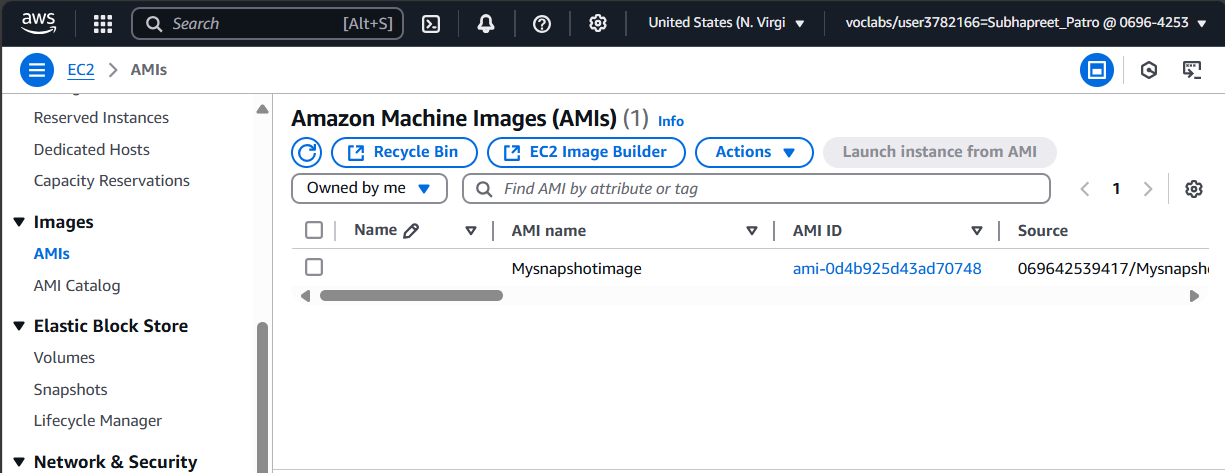 aws
Search [Alt+S]
United States (N. Virgi
voclabs/user3782166=Subhapreet_Patro @ 0696-4253
EC2 > AMIs
Reserved Instances
Dedicated Hosts
Capacity Reservations
Images
AMIs
AMI Catalog
Elastic Block Store
Volumes
Snapshots
Lifecycle Manager
Network & Security
Amazon Machine Images (AMIs) (1) Info
Recycle Bin
EC2 Image Builder
Actions
Launch instance from AMI
Owned by me
Find AMI by attribute or tag
1
Name AMI name AMI ID Source
Mysnapshotimage ami-0d4b925d43ad70748 069642539417/Mysnapsh